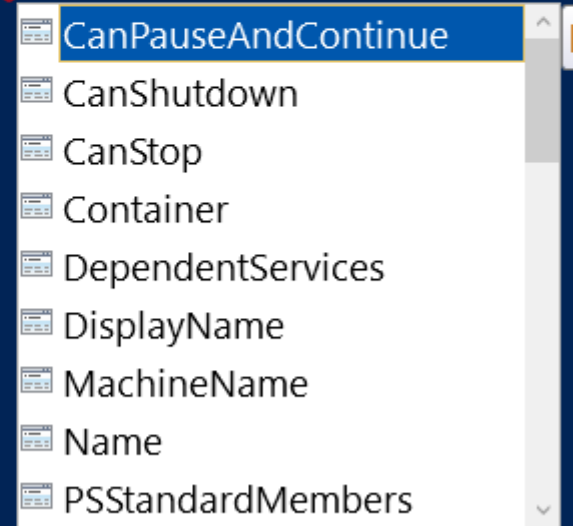 CanPauseAndContinue
CanShutdown
CanStop
Container
DependentServices
DisplayName
MachineName
Name
PSStandardMembers